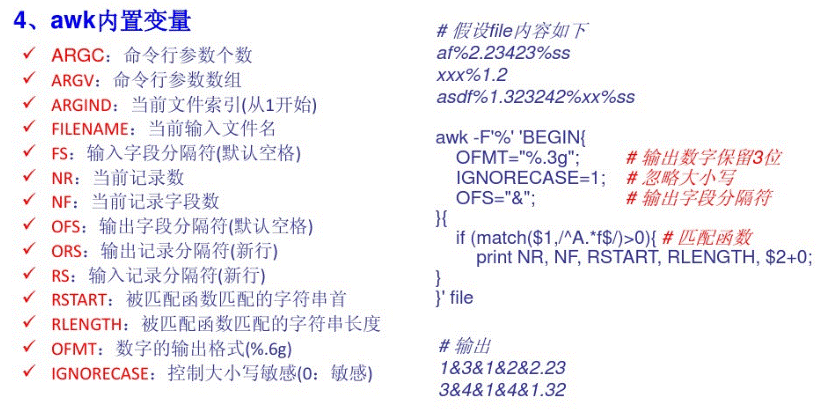 4、awk内置变量
✓ ARGC：命令行参数个数
✓ ARGV：命令行参数数组
✓ ARGIND：当前文件索引(从1开始)
✓ FILENAME：当前输入文件名
✓ FS：输入字段分隔符(默认空格)
✓ NR：当前记录数
✓ NF：当前记录字段数
✓ OFS：输出字段分隔符(默认空格)
✓ ORS：输出记录分隔符(新行)
✓ RS：输入记录分隔符(新行)
✓ RSTART：被匹配函数匹配的字符串首
✓ RLENGTH：被匹配函数匹配的字符串长度
✓ OFMT：数字的输出格式(%.6g)
✓ IGNORECASE：控制大小写敏感(0：敏感)
# 假设file内容如下
af%2.23423%ss
xxx%1.2
asdf%1.323242%xx%ss
awk -F'%' 'BEGIN{
OFMT="%.3g"; # 输出数字保留3位
IGNORECASE=1; # 忽略大小写
OFS="&"; # 输出字段分隔符
}{
if (match($1,/^A.*f$/)>0){ # 匹配函数
print NR, NF, RSTART, RLENGTH, $2+0;
}
}' file
# 输出
1&3&1&2&2.23
3&4&1&4&1.32